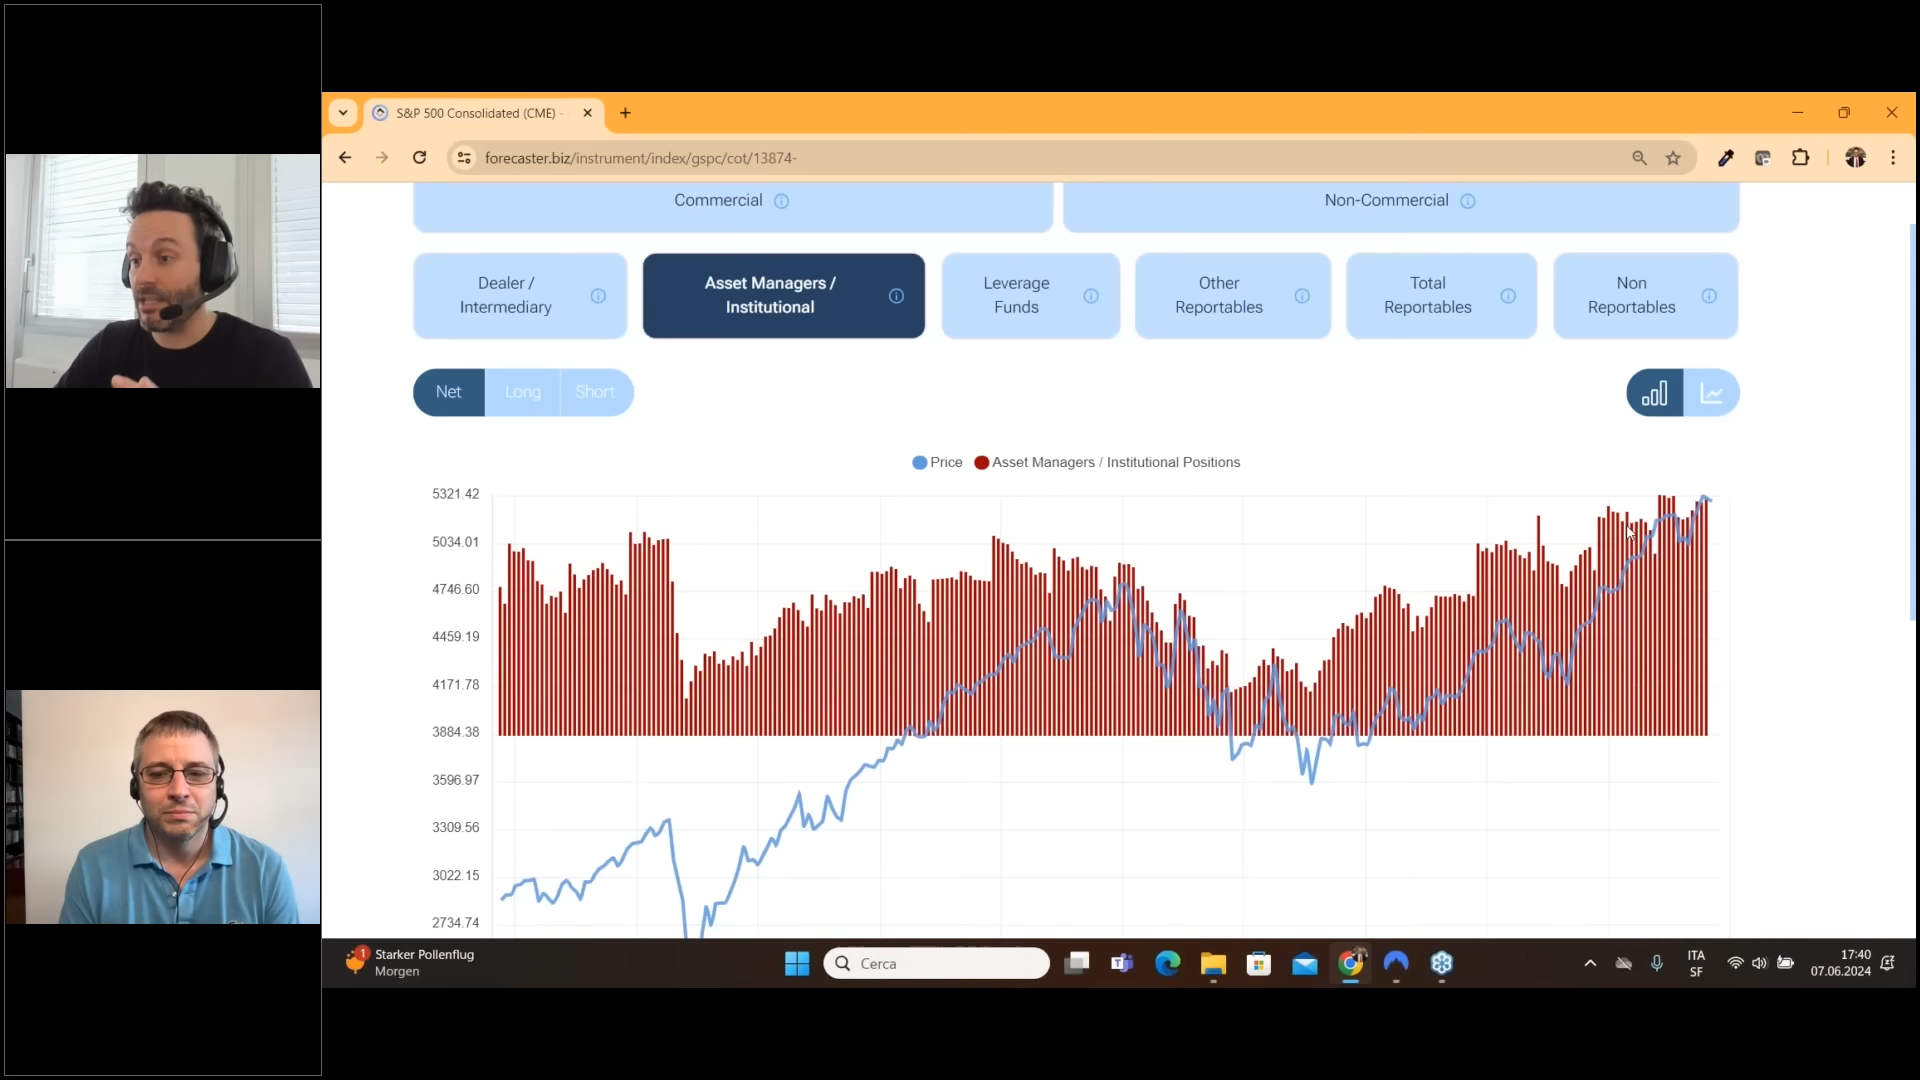 S&P 500 Consolidated (CME) -
forecaster.biz/instrument/index/gspc/cot/13874-
Commercial
Non-Commercial
Dealer /
Intermediary
Asset Managers /
Institutional
Leverage
Funds
Other
Reportables
Total
Reportables
Non
Reportables
Net
Long
Short
Price
Asset Managers / Institutional Positions
5321.42
5034.01
4746.60
4459.19
4171.78
3884.38
3596.97
3309.56
3022.15
2734.74
1
Starker Pollenflug
Morgen
Cerca
ITA
SF
17:40
07.06.2024